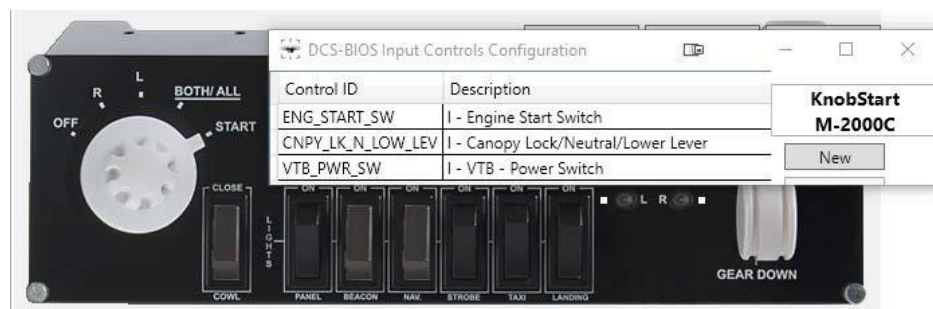 DCS-BIOS Input Controls Configuration
Control ID Description
ENG_START_SW I - Engine Start Switch
CNPY_LK_N_LOW_LEV I - Canopy Lock/Neutral/Lower Lever
VTB_PWR_SW I - VTB - Power Switch
KnobStart
M-2000C
New
L
R
BOTH/ ALL
OFF
START
CLOSE
ON
ON
ON
ON
ON
ON
L R
LIGHTS
GEAR DOWN
COWL
PANEL
BEACON
NAV.
STROBE
TAXI
LANDING